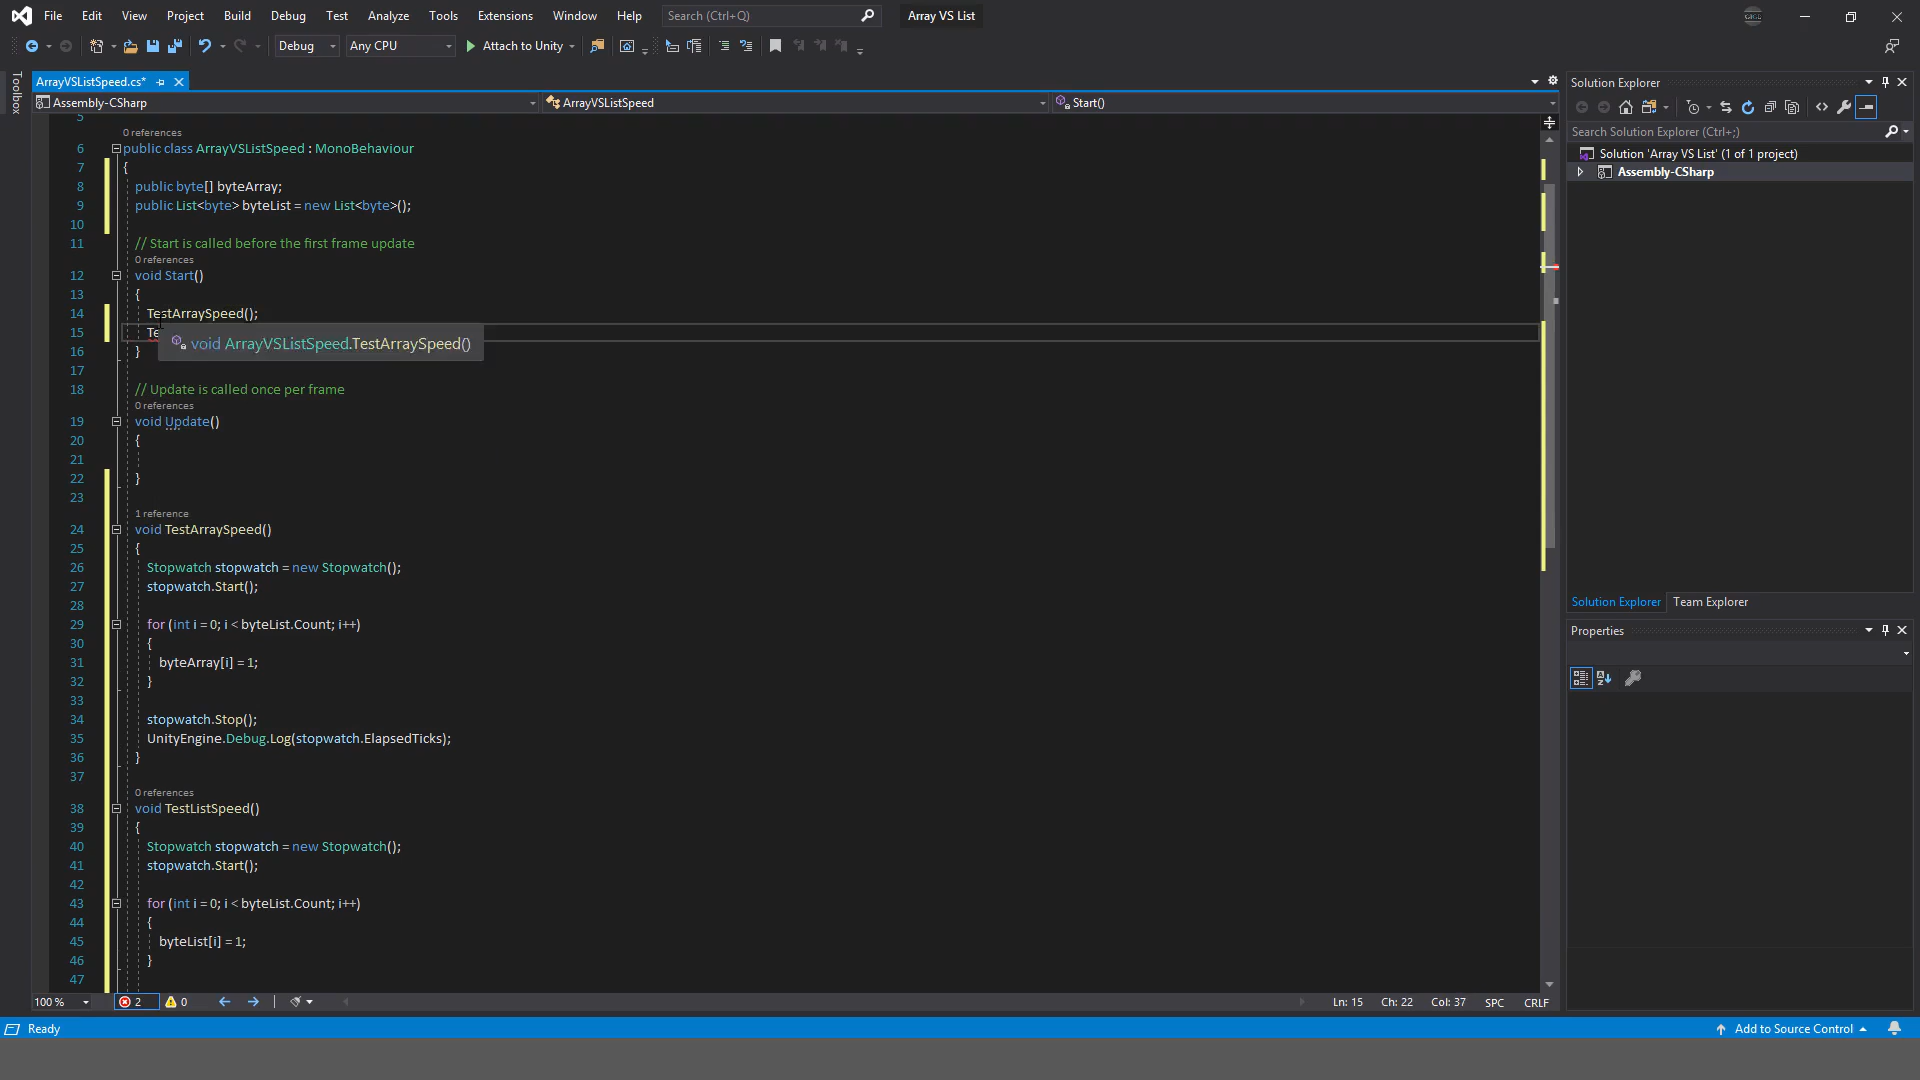 File Edit View Project Build Debug Test Analyze Tools Extensions Window Help Search (Ctrl+Q) Array VS List
Debug Any CPU Attach to Unity
Toolbox
ArrayVSListSpeed.cs*
Assembly-CSharp ArrayVSListSpeed Start()
5
0 references
6 public class ArrayVSListSpeed : MonoBehaviour
7 {
8 public byte[] byteArray;
9 public List<byte> byteList = new List<byte>();
10
11 // Start is called before the first frame update
0 references
12 void Start()
13 {
14 TestArraySpeed();
15 Te
void ArrayVSListSpeed.TestArraySpeed()
16 }
17
18 // Update is called once per frame
0 references
19 void Update()
20 {
21
22 }
23
1 reference
24 void TestArraySpeed()
25 {
26 Stopwatch stopwatch = new Stopwatch();
27 stopwatch.Start();
28
29 for (int i = 0; i < byteList.Count; i++)
30 {
31 byteArray[i] = 1;
32 }
33
34 stopwatch.Stop();
35 UnityEngine.Debug.Log(stopwatch.ElapsedTicks);
36 }
37
0 references
38 void TestListSpeed()
39 {
40 Stopwatch stopwatch = new Stopwatch();
41 stopwatch.Start();
42
43 for (int i = 0; i < byteList.Count; i++)
44 {
45 byteList[i] = 1;
46 }
47
100 % 2 0 Ln: 15 Ch: 22 Col: 37 SPC CRLF
Solution Explorer
Search Solution Explorer (Ctrl+;)
Solution 'Array VS List' (1 of 1 project)
Assembly-CSharp
Solution Explorer Team Explorer
Properties
Ready Add to Source Control